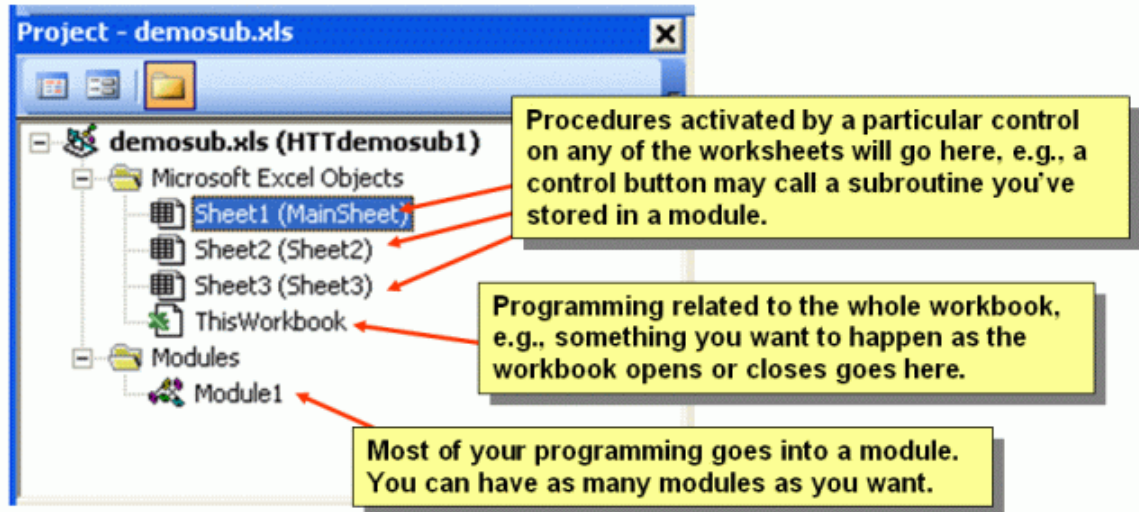 Project - demosub.xls
demosub.xls (HTTdemosub1)
Microsoft Excel Objects
Sheet1 (MainSheet)
Sheet2 (Sheet2)
Sheet3 (Sheet3)
ThisWorkbook
Modules
Module1
Procedures activated by a particular control
on any of the worksheets will go here, e.g., a
control button may call a subroutine you've
stored in a module.
Programming related to the whole workbook,
e.g., something you want to happen as the
workbook opens or closes goes here.
Most of your programming goes into a module.
You can have as many modules as you want.